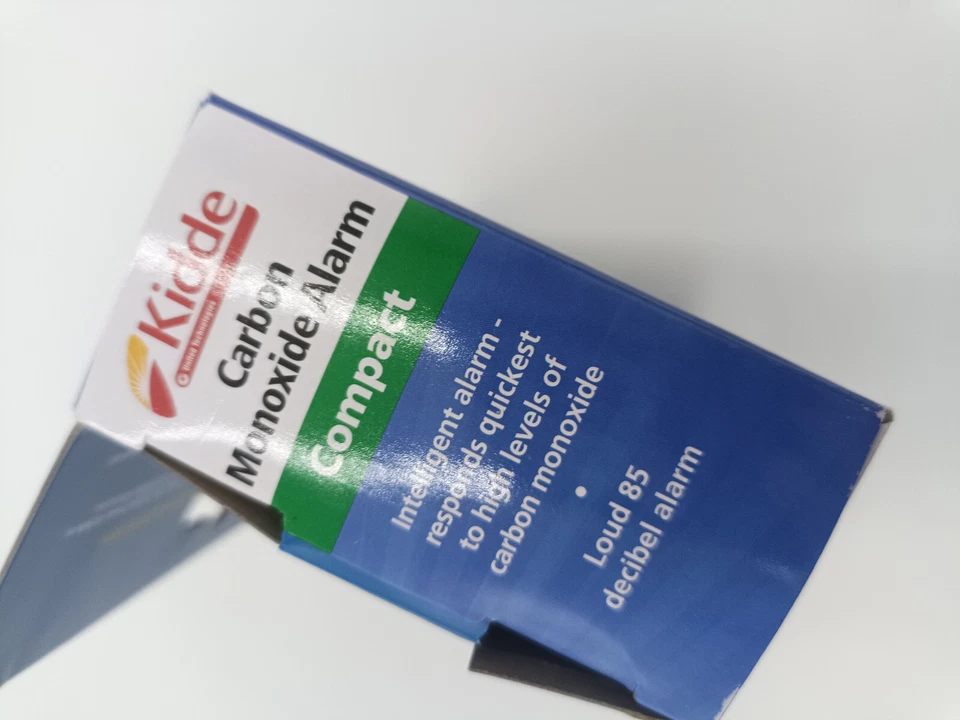 Kidde
Carbon
Monoxide Alarm
Compact
Intelligent alarm -
responds quickest
to high levels of
carbon monoxide
•
Loud 85
decibel alarm